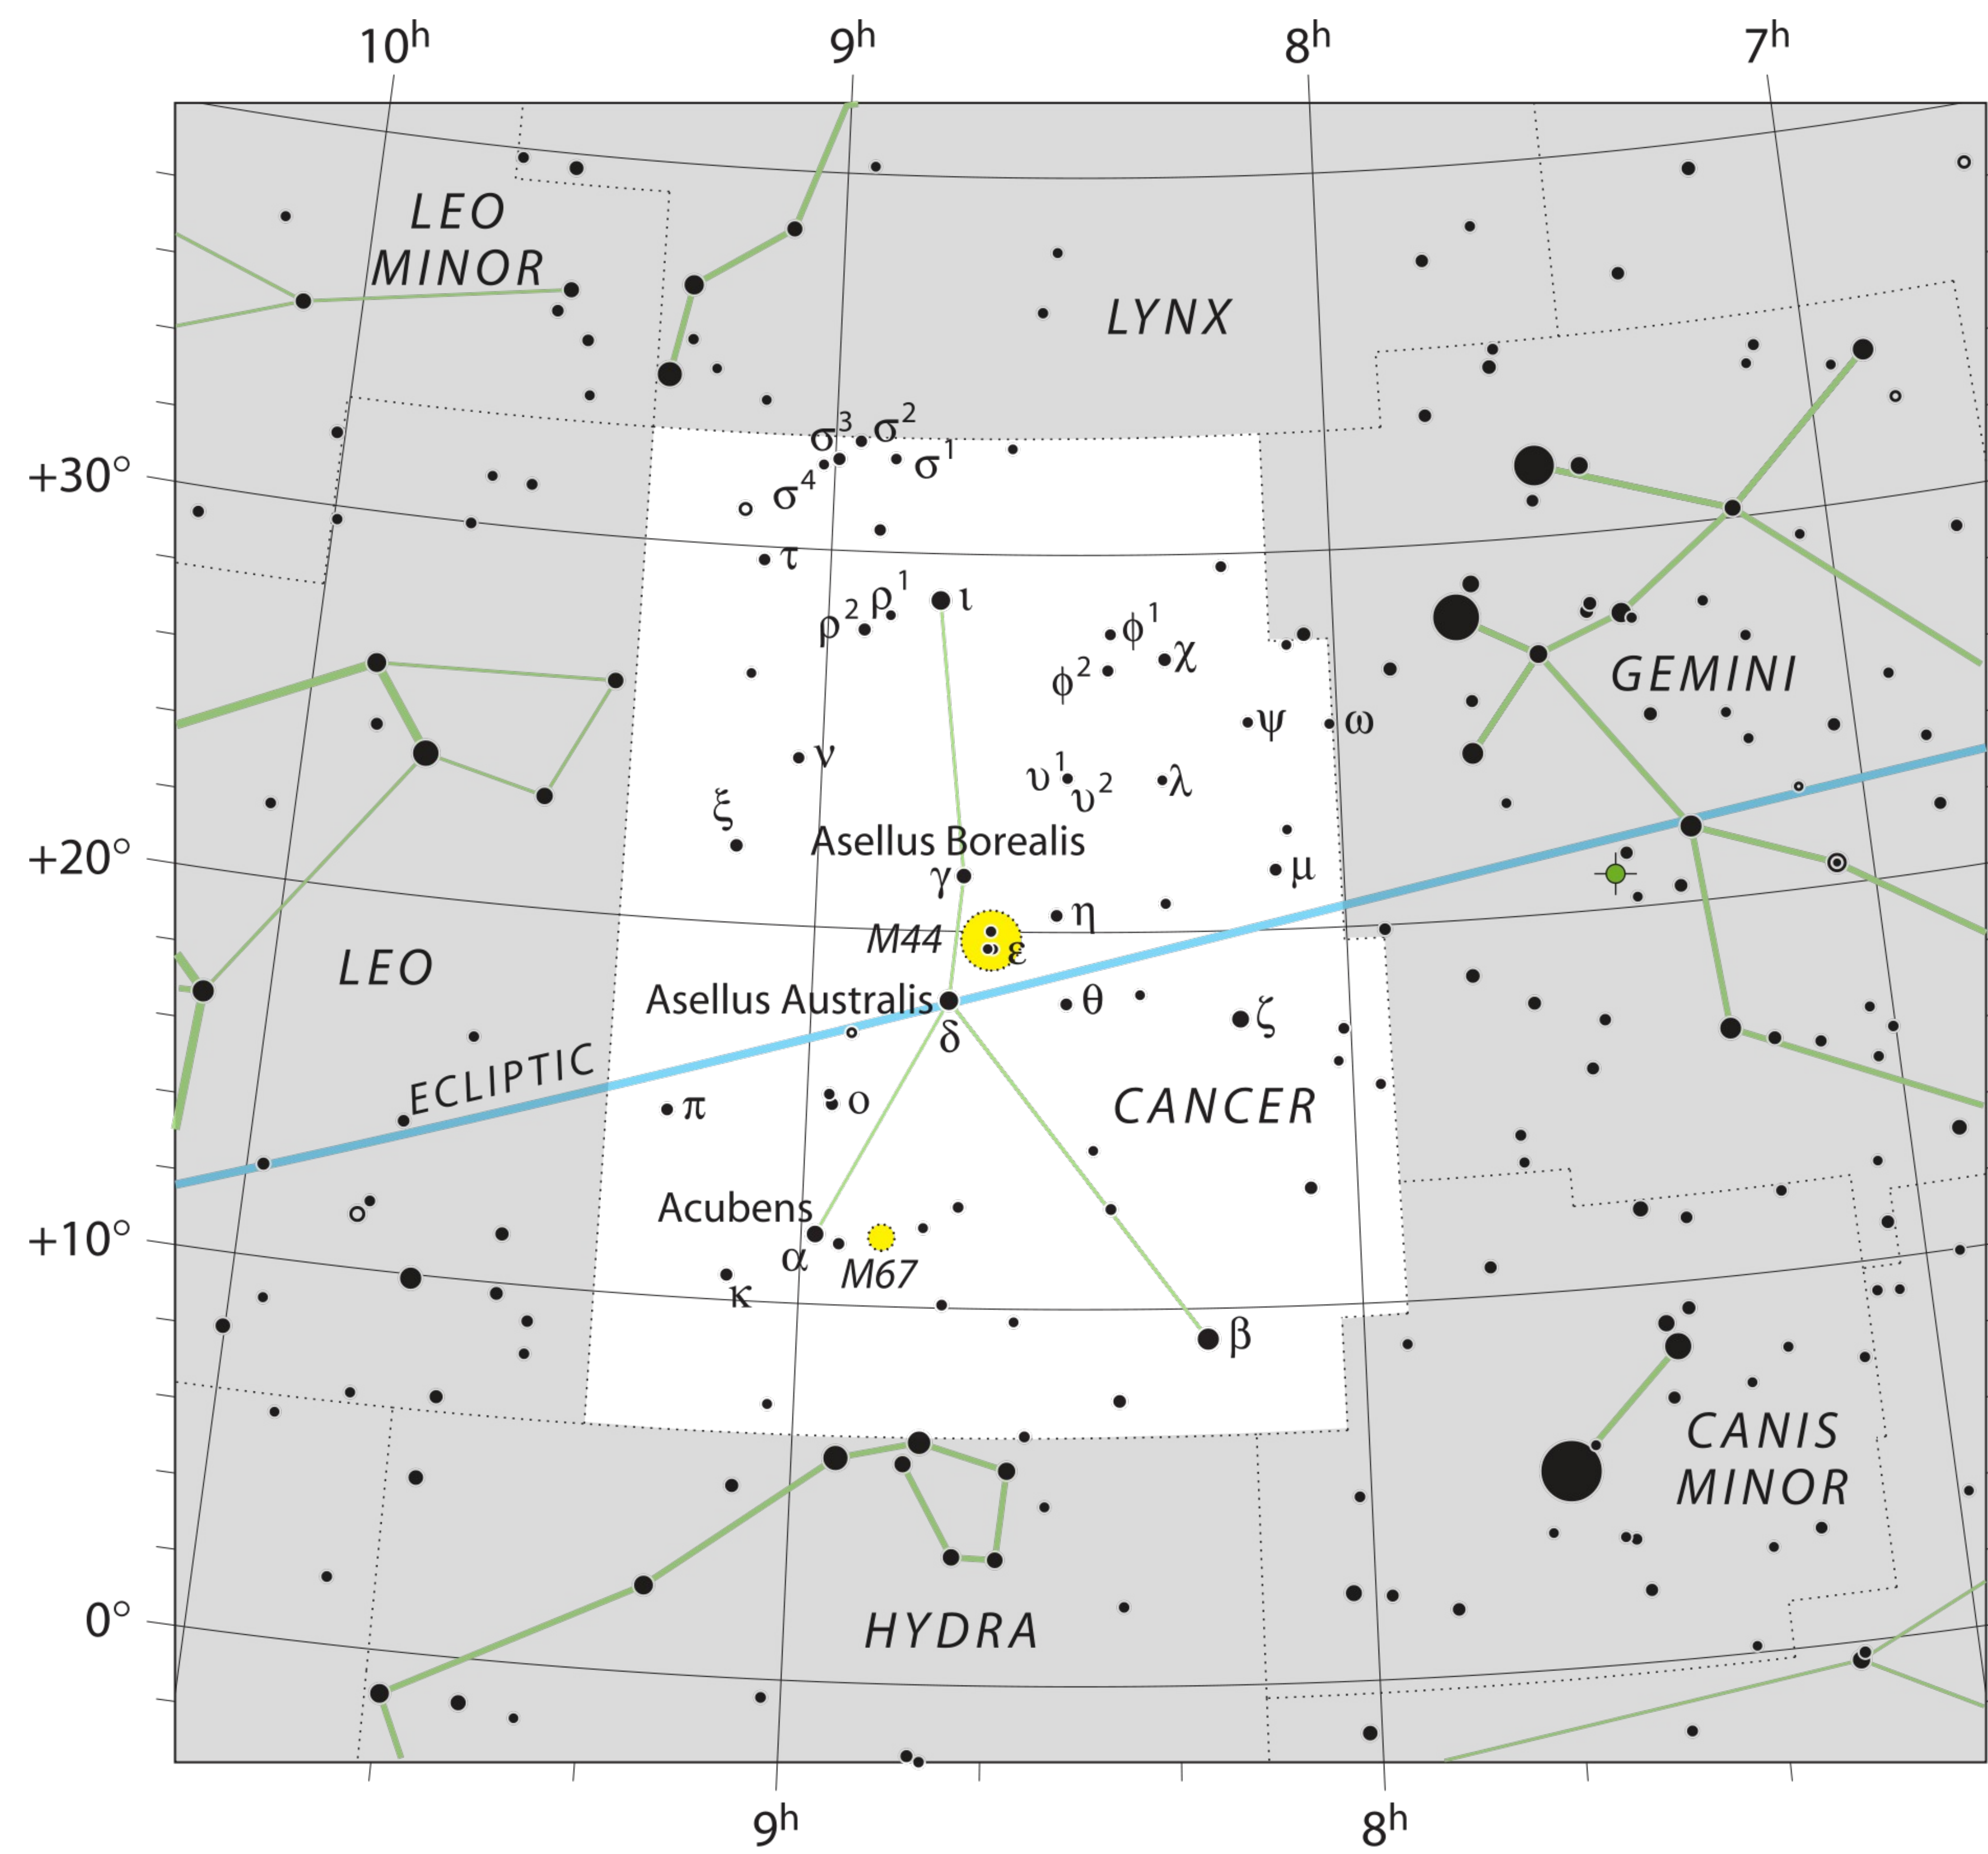 10ʰ
9ʰ
8ʰ
7ʰ
LEO
MINOR
LYNX
σ³
σ²
σ¹
+30°
σ⁴
τ
ρ¹
ι
ρ²
ϕ¹
χ
ϕ²
GEMINI
ψ
ω
ν
υ¹
υ²
λ
ξ
Asellus Borealis
+20°
γ
μ
η
M44
ε
LEO
Asellus Australis
θ
ζ
δ
ECLIPTIC
π
ο
CANCER
Acubens
+10°
α
M67
κ
β
CANIS
MINOR
0°
HYDRA
9ʰ
8ʰ